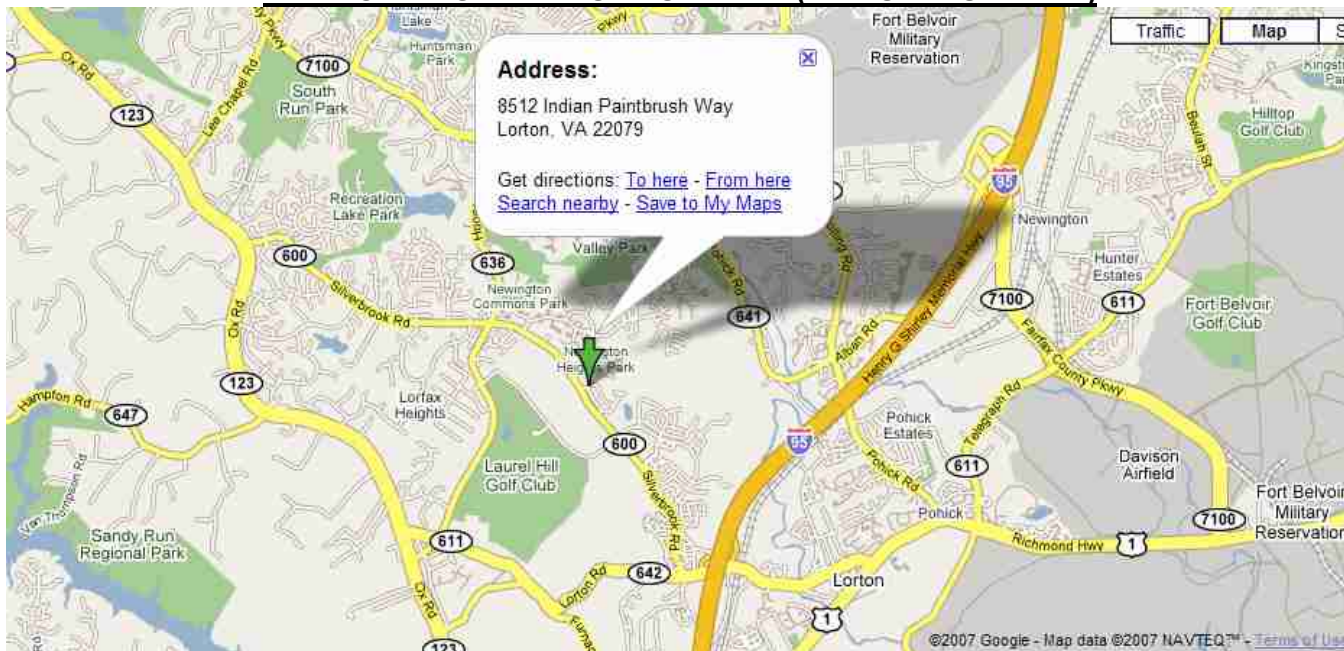 Lake
Huntsman
Park
Pkwy
Fort Belvoir
Military
Reservation
Traffic
Map
Ox Rd
7100
South
Run Park
Lee Chapel Rd
123
Address:
8512 Indian Paintbrush Way
Lorton, VA 22079
Get directions: To here - From here
Search nearby - Save to My Maps
Beulah St
Hilltop
Golf Club
95
Recreation
Lake Park
Newington
600
636
Valley Park
Hunter
Estates
Newington
Commons Park
Silverbrook Rd
Ox Rd
641
7100
611
Fort Belvoir
Golf Club
Alban Rd
Henry G Shirley Memorial Hwy
Fairfax County Pkwy
Heights Park
123
Hampton Rd
647
Lorfax
Heights
Telegraph Rd
Pohick
Estates
600
95
Laurel Hill
Golf Club
Pohick Rd
611
Davison
Airfield
Silverbrook Rd
Fort Belvoir
Military
Reservation
7100
Pohick
Sandy Run
Regional Park
611
Richmond Hwy
1
Ox Rd
Lorton Rd
642
Lorton
1
123
©2007 Google - Map data ©2007 NAVTEQ™ - Terms of Use